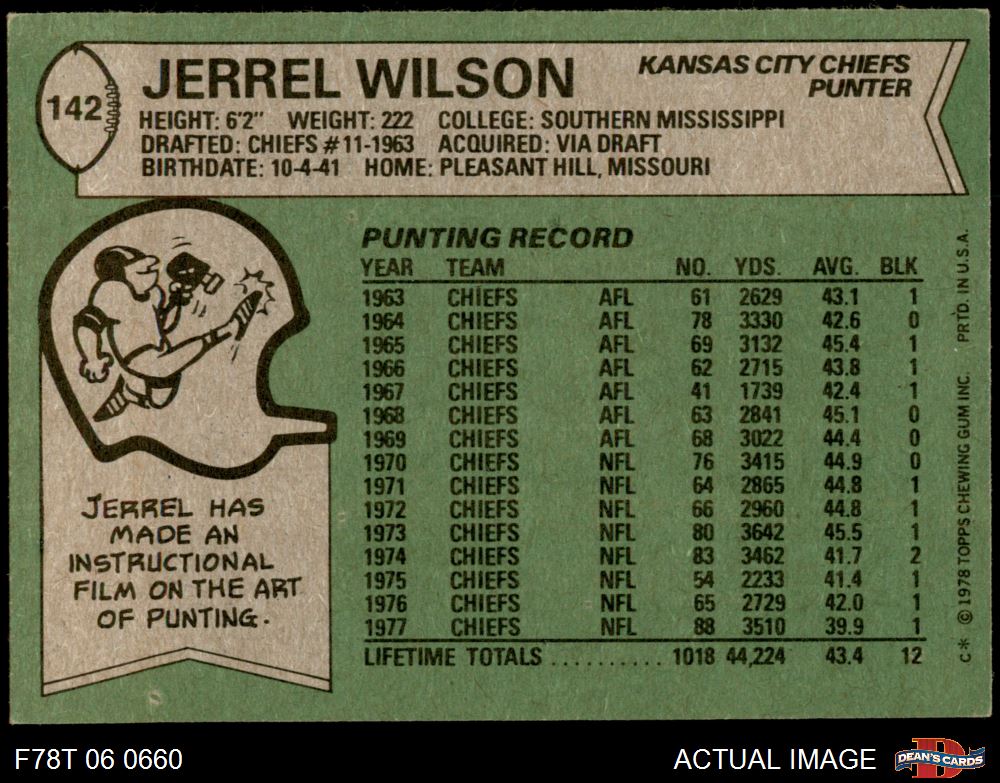 142
JERREL WILSON
KANSAS CITY CHIEFS
PUNTER
HEIGHT: 6'2" WEIGHT: 222 COLLEGE: SOUTHERN MISSISSIPPI
DRAFTED: CHIEFS #11-1963 ACQUIRED: VIA DRAFT
BIRTHDATE: 10-4-41 HOME: PLEASANT HILL, MISSOURI
JERREL HAS
MADE AN
INSTRUCTIONAL
FILM ON THE ART
OF PUNTING.
PUNTING RECORD
YEAR TEAM NO. YDS. AVG. BLK
1963 CHIEFS AFL 61 2629 43.1 1
1964 CHIEFS AFL 78 3330 42.6 0
1965 CHIEFS AFL 69 3132 45.4 1
1966 CHIEFS AFL 62 2715 43.8 1
1967 CHIEFS AFL 41 1739 42.4 1
1968 CHIEFS AFL 63 2841 45.1 0
1969 CHIEFS AFL 68 3022 44.4 0
1970 CHIEFS NFL 76 3415 44.9 0
1971 CHIEFS NFL 64 2865 44.8 1
1972 CHIEFS NFL 66 2960 44.8 1
1973 CHIEFS NFL 80 3642 45.5 1
1974 CHIEFS NFL 83 3462 41.7 2
1975 CHIEFS NFL 54 2233 41.4 1
1976 CHIEFS NFL 65 2729 42.0 1
1977 CHIEFS NFL 88 3510 39.9 1
LIFETIME TOTALS .......... 1018 44,224 43.4 12
C* © 1978 TOPPS CHEWING GUM INC. PRTD. IN U.S.A.
F78T 06 0660
ACTUAL IMAGE
D
DEAN'S CARDS